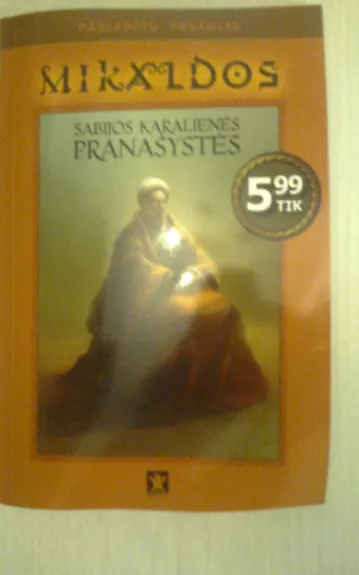 PASLAPČIŲ PASAULIS
MIKALDOS
SABIJOS KARALIENĖS
PRANAŠYSTĖS
5 99
TIK